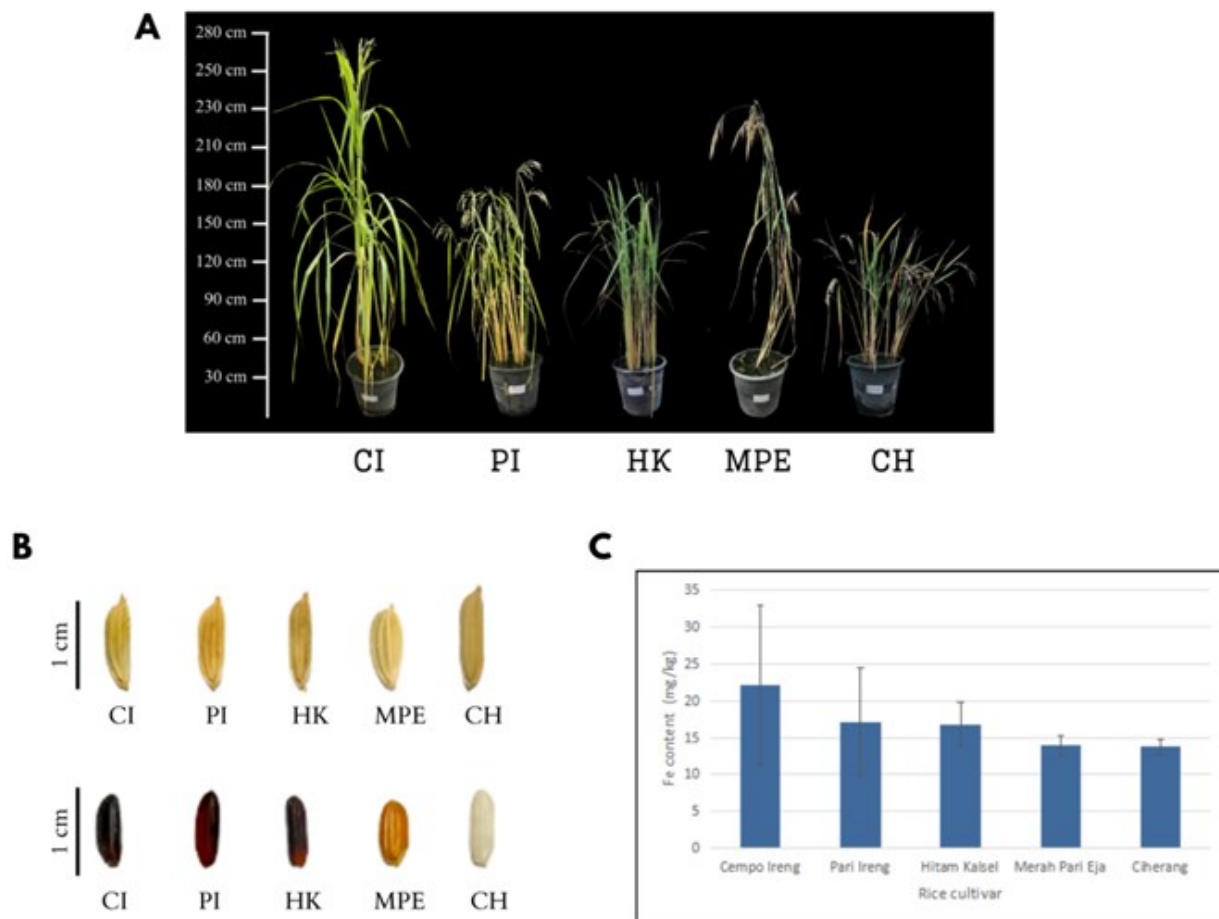 A
280 cm
250 cm
230 cm
210 cm
180 cm
150 cm
120 cm
90 cm
60 cm
30 cm
CI PI HK MPE CH
B
1 cm
CI PI HK MPE CH
1 cm
CI PI HK MPE CH
C
Fe content (mg/kg)
35
30
25
20
15
10
5
0
Cempo Ireng Pari Ireng Hitam Kalsel Merah Pari Eja Ciherang
Rice cultivar